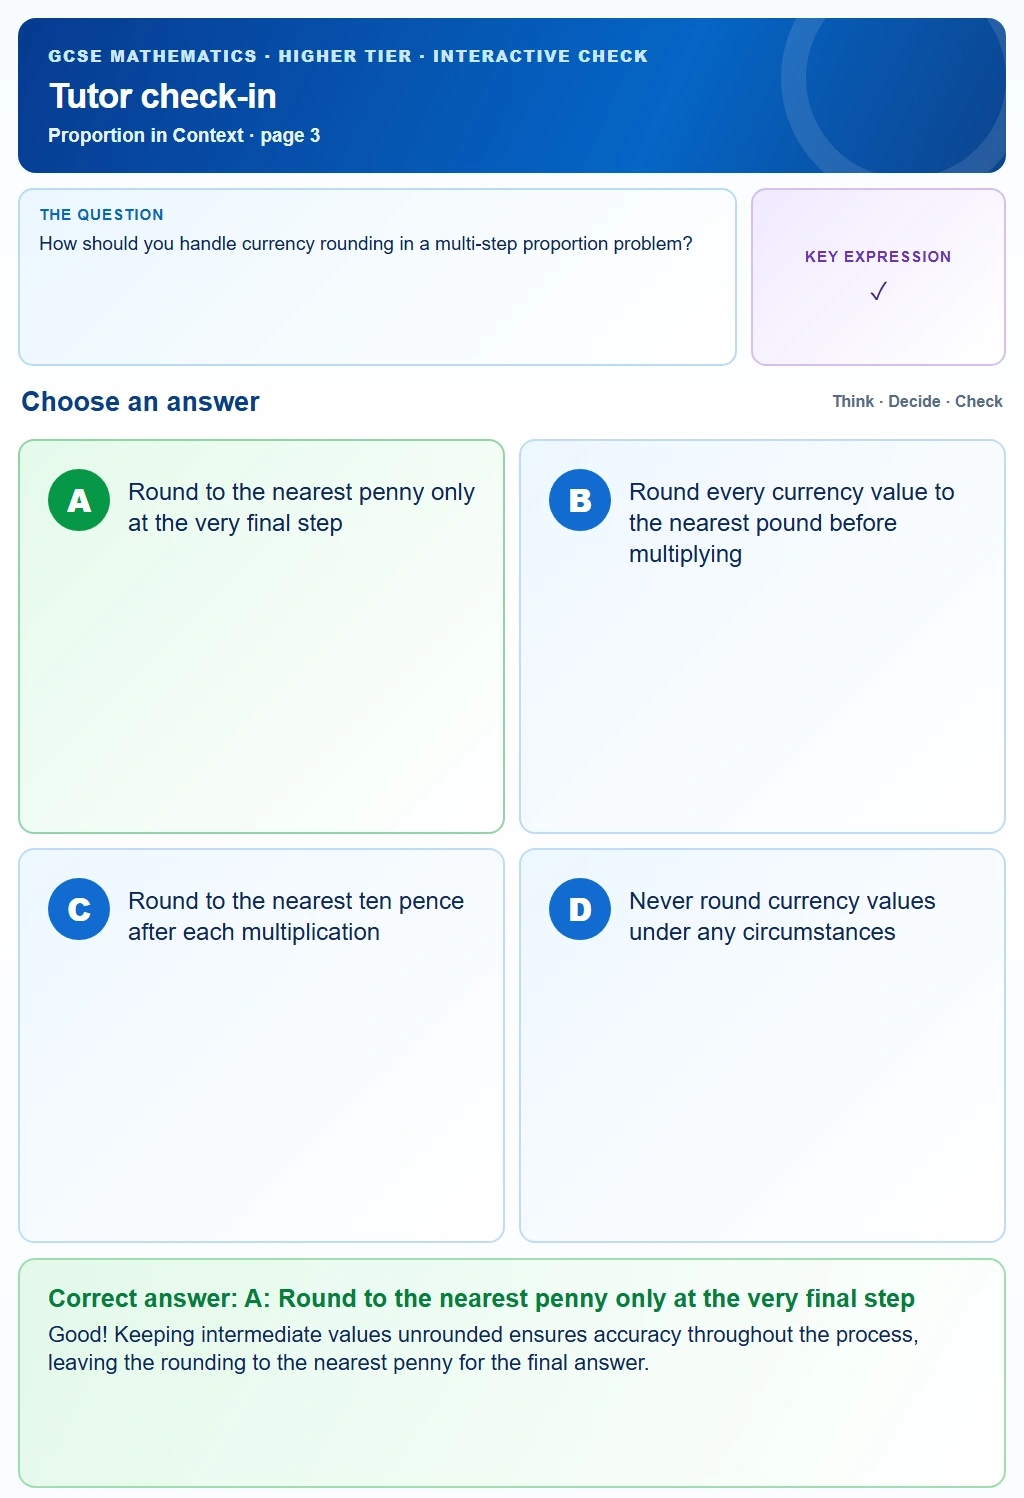 GCSE MATHEMATICS · HIGHER TIER · INTERACTIVE CHECK
Tutor check-in
Proportion in Context · page 3
THE QUESTION
How should you handle currency rounding in a multi-step proportion problem?
KEY EXPRESSION
✓
Choose an answer
Think · Decide · Check
A
Round to the nearest penny only
at the very final step
B
Round every currency value to
the nearest pound before
multiplying
C
Round to the nearest ten pence
after each multiplication
D
Never round currency values
under any circumstances
Correct answer: A: Round to the nearest penny only at the very final step
Good! Keeping intermediate values unrounded ensures accuracy throughout the process,
leaving the rounding to the nearest penny for the final answer.